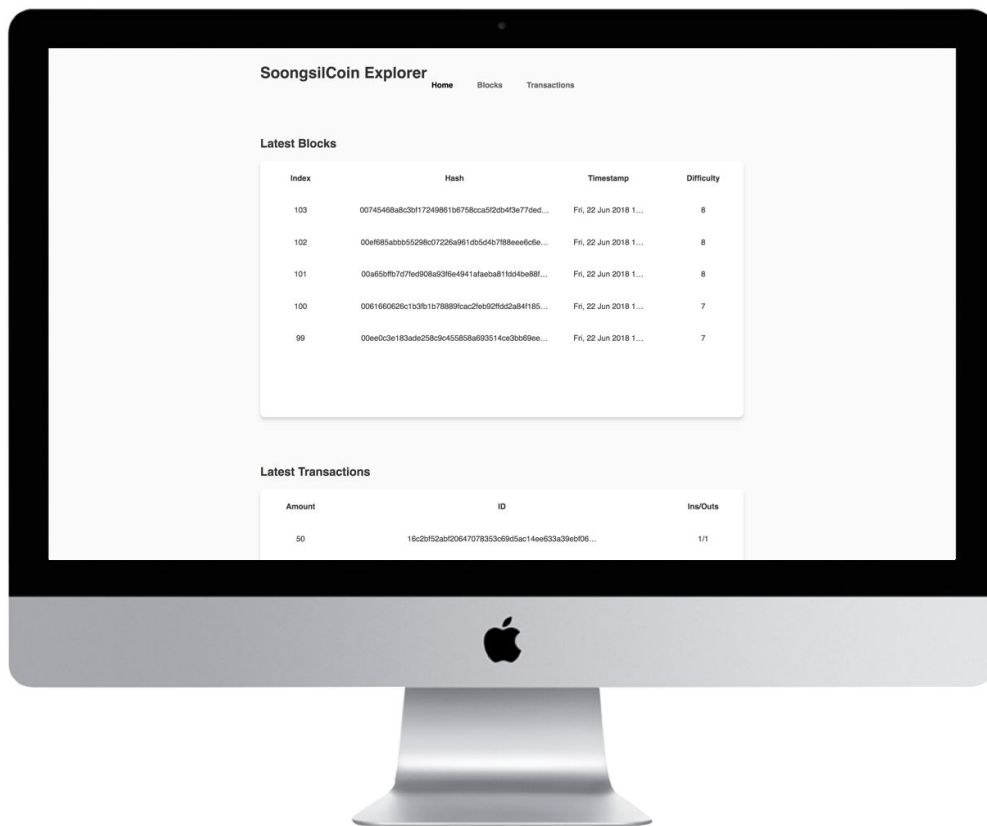 SoongsilCoin Explorer
Home Blocks Transactions
Latest Blocks
Index Hash Timestamp Difficulty
103 00745468a8c3bf17249861b6758cca5f2db4f3e77ded... Fri, 22 Jun 2018 1... 8
102 00ef685abbb55298c07226a961db5d4b7f88eee6c6e... Fri, 22 Jun 2018 1... 8
101 00a65bffb7d7fed908a93f6e4941afaeba81fdd4be88f... Fri, 22 Jun 2018 1... 8
100 0061660626c1b3fb1b78889fcac2feb92ffdd2a84f185... Fri, 22 Jun 2018 1... 7
99 00ee0c3e183ade258c9c455858a693514ce3bb69ee... Fri, 22 Jun 2018 1... 7
Latest Transactions
Amount ID Ins/Outs
50 16c2bf52abf20647078353c69d5ac14ee633a39ebf06... 1/1